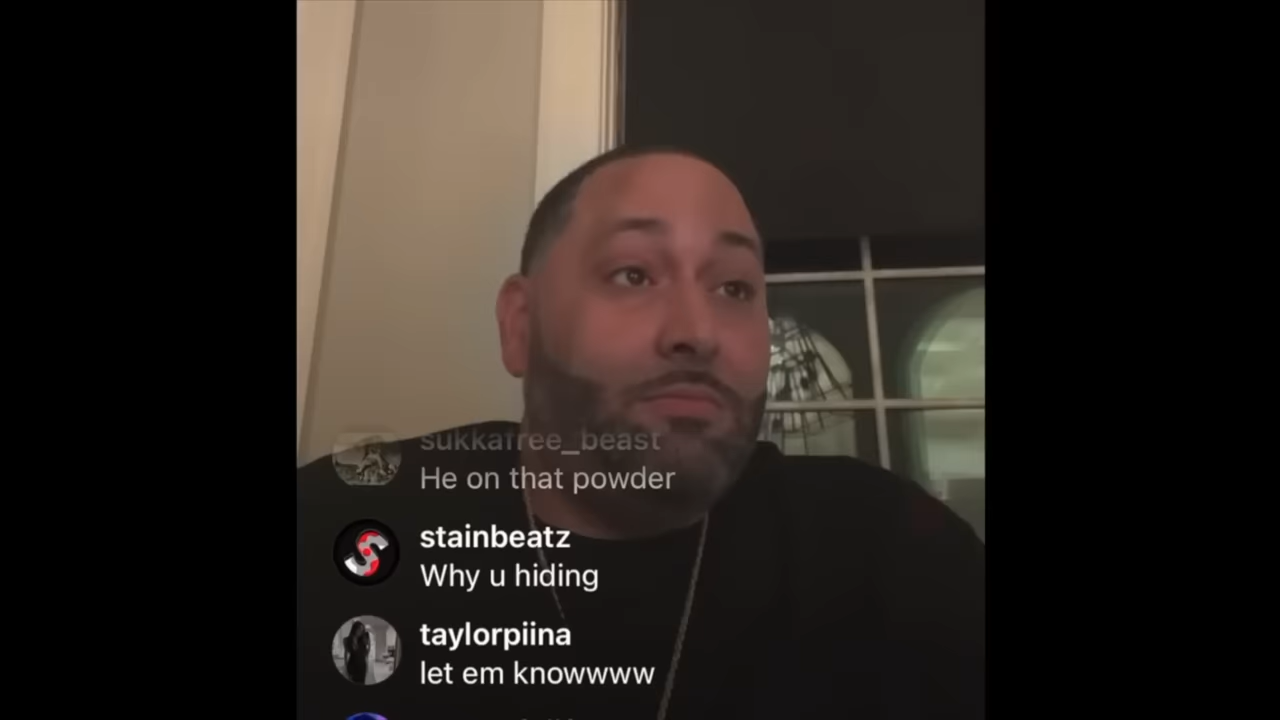 sukkafree_beast
He on that powder
stainbeatz
Why u hiding
taylorpiina
let em knowwww